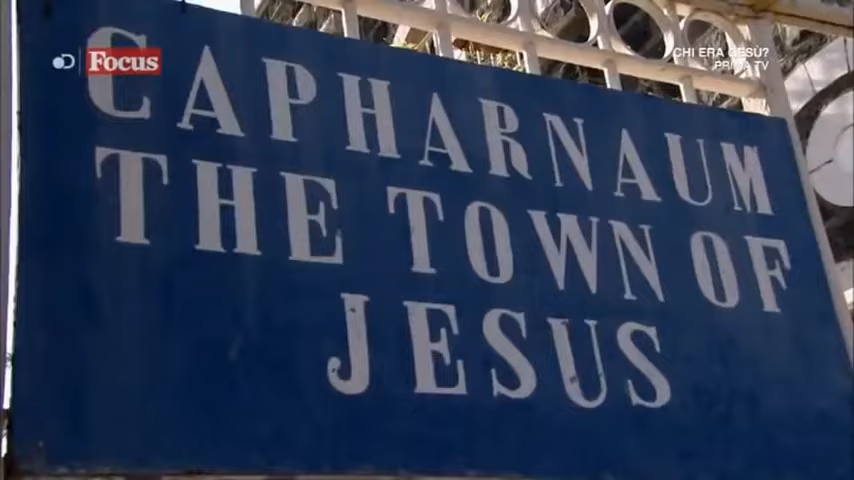 Focus
CHI ERA GESÙ?
PRIMA TV
CAPHARNAUM
THE TOWN OF
JESUS